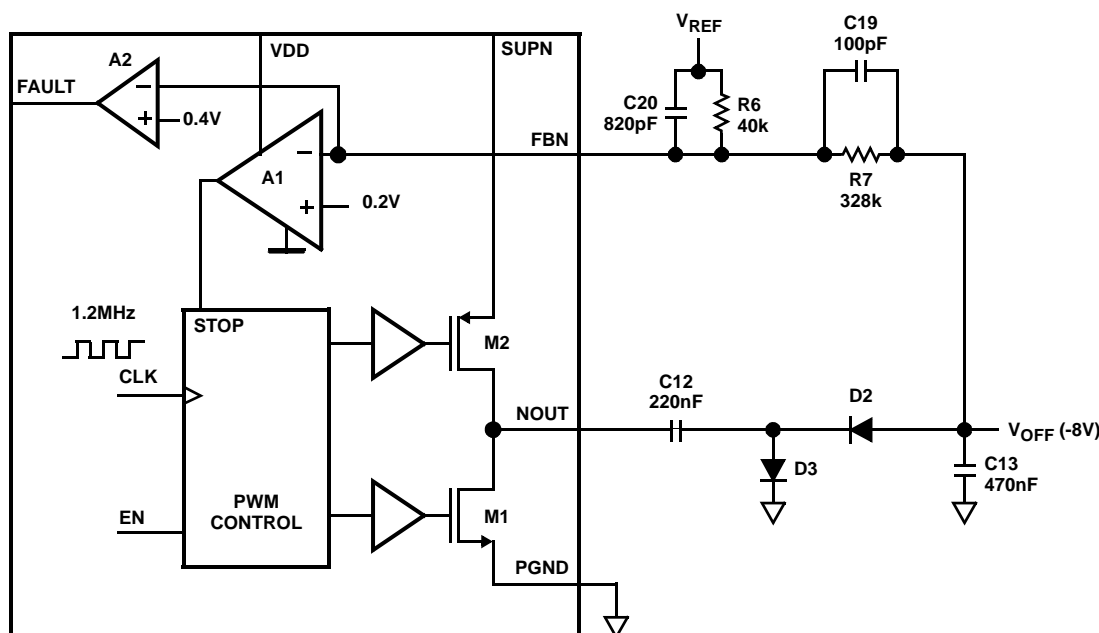 VREF
C19
100pF
A2
VDD
SUPN
FAULT
−
+
0.4V
C20
820pF
R6
40k
FBN
−
A1
+
0.2V
R7
328k
1.2MHz
STOP
CLK
M2
C12
220nF
D2
NOUT
VOFF (-8V)
D3
C13
470nF
EN
PWM
CONTROL
M1
PGND